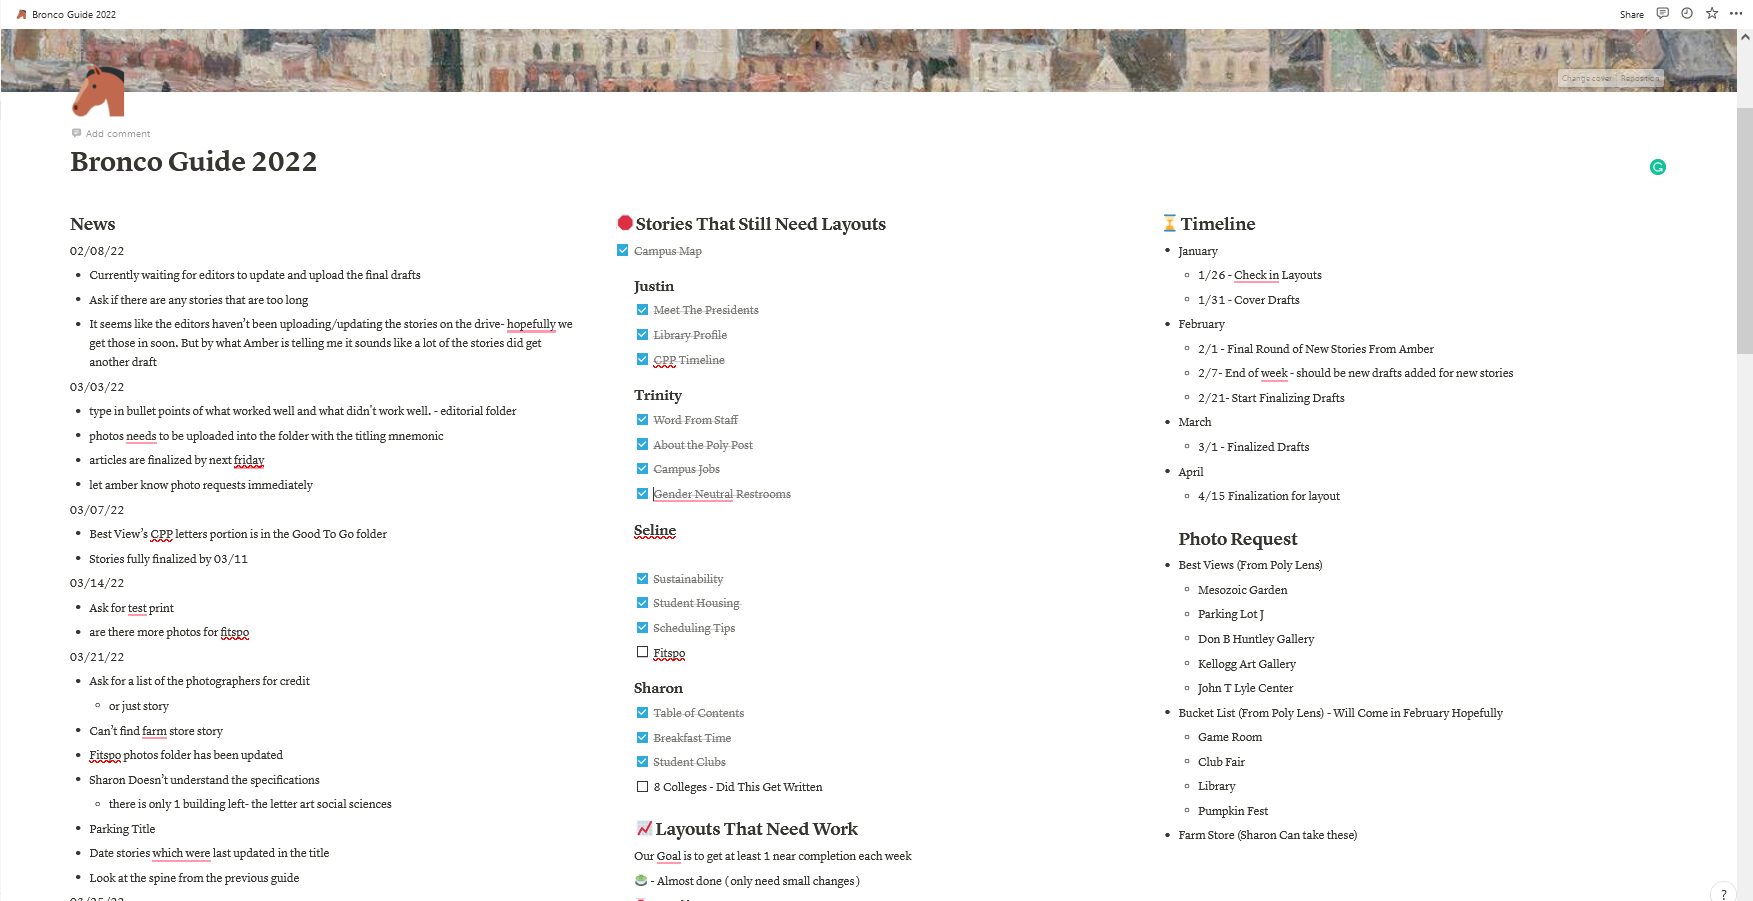 Bronco Guide 2022
Share
Change cover
Reposition
Add comment
Bronco Guide 2022
News
02/08/22
Currently waiting for editors to update and upload the final drafts
Ask if there are any stories that are too long
It seems like the editors haven't been uploading/updating the stories on the drive- hopefully we
get those in soon. But by what Amber is telling me it sounds like a lot of the stories did get
another draft
03/03/22
type in bullet points of what worked well and what didn't work well. - editorial folder
photos needs to be uploaded into the folder with the titling mnemonic
articles are finalized by next friday
let amber know photo requests immediately
03/07/22
Best View's CPP letters portion is in the Good To Go folder
Stories fully finalized by 03/11
03/14/22
Ask for test print
are there more photos for fitspo
03/21/22
Ask for a list of the photographers for credit
or just story
Can't find farm store story
Fitspo photos folder has been updated
Sharon Doesn't understand the specifications
there is only 1 building left- the letter art social sciences
Parking Title
Date stories which were last updated in the title
Look at the spine from the previous guide
Stories That Still Need Layouts
Campus Map
Justin
Meet The Presidents
Library Profile
CPP Timeline
Trinity
Word From Staff
About the Poly Post
Campus Jobs
Gender Neutral Restrooms
Seline
Sustainability
Student Housing
Scheduling Tips
Fitspo
Sharon
Table of Contents
Breakfast Time
Student Clubs
8 Colleges - Did This Get Written
Layouts That Need Work
Our Goal is to get at least 1 near completion each week
- Almost done (only need small changes)
Timeline
January
1/26 - Check in Layouts
1/31 - Cover Drafts
February
2/1 - Final Round of New Stories From Amber
2/7- End of week - should be new drafts added for new stories
2/21- Start Finalizing Drafts
March
3/1 - Finalized Drafts
April
4/15 Finalization for layout
Photo Request
Best Views (From Poly Lens)
Mesozoic Garden
Parking Lot J
Don B Huntley Gallery
Kellogg Art Gallery
John T Lyle Center
Bucket List (From Poly Lens) - Will Come in February Hopefully
Game Room
Club Fair
Library
Pumpkin Fest
Farm Store (Sharon Can take these)
?